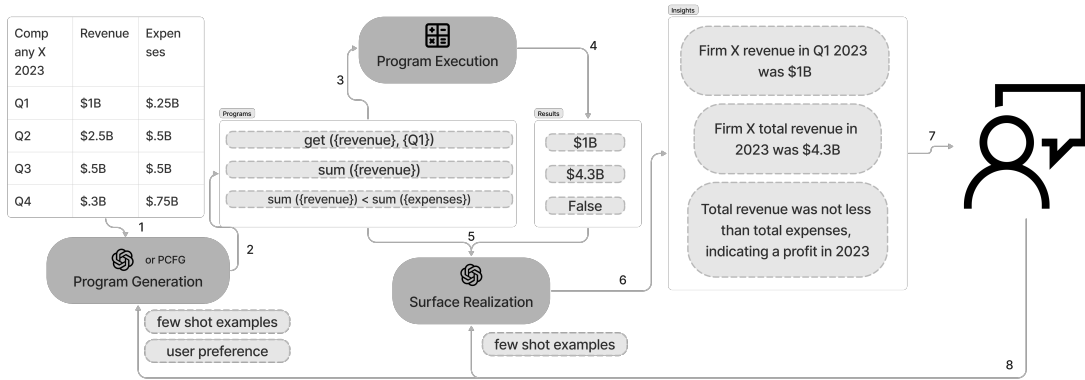 Comp
any X
2023
Revenue
Expen
ses
Q1
$1B
$.25B
Q2
$2.5B
$.5B
Q3
$.5B
$.5B
Q4
$.3B
$.75B
1
or PCFG
Program Generation
2
few shot examples
user preference
Programs
get ({revenue}, {Q1})
sum ({revenue})
sum ({revenue}) < sum ({expenses})
3
Program Execution
4
Results
$1B
$4.3B
False
5
Surface Realization
few shot examples
6
Insights
Firm X revenue in Q1 2023
was $1B
Firm X total revenue in
2023 was $4.3B
Total revenue was not less
than total expenses,
indicating a profit in 2023
7
8